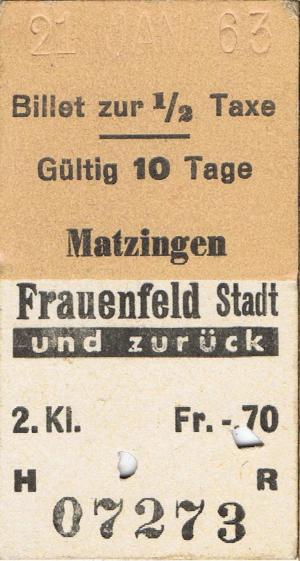 21 JAN 63
Billet zur 1/2 Taxe
Gültig 10 Tage
Matzingen
Frauenfeld Stadt
und zurück
2. Kl. Fr. -.70
H R
07273